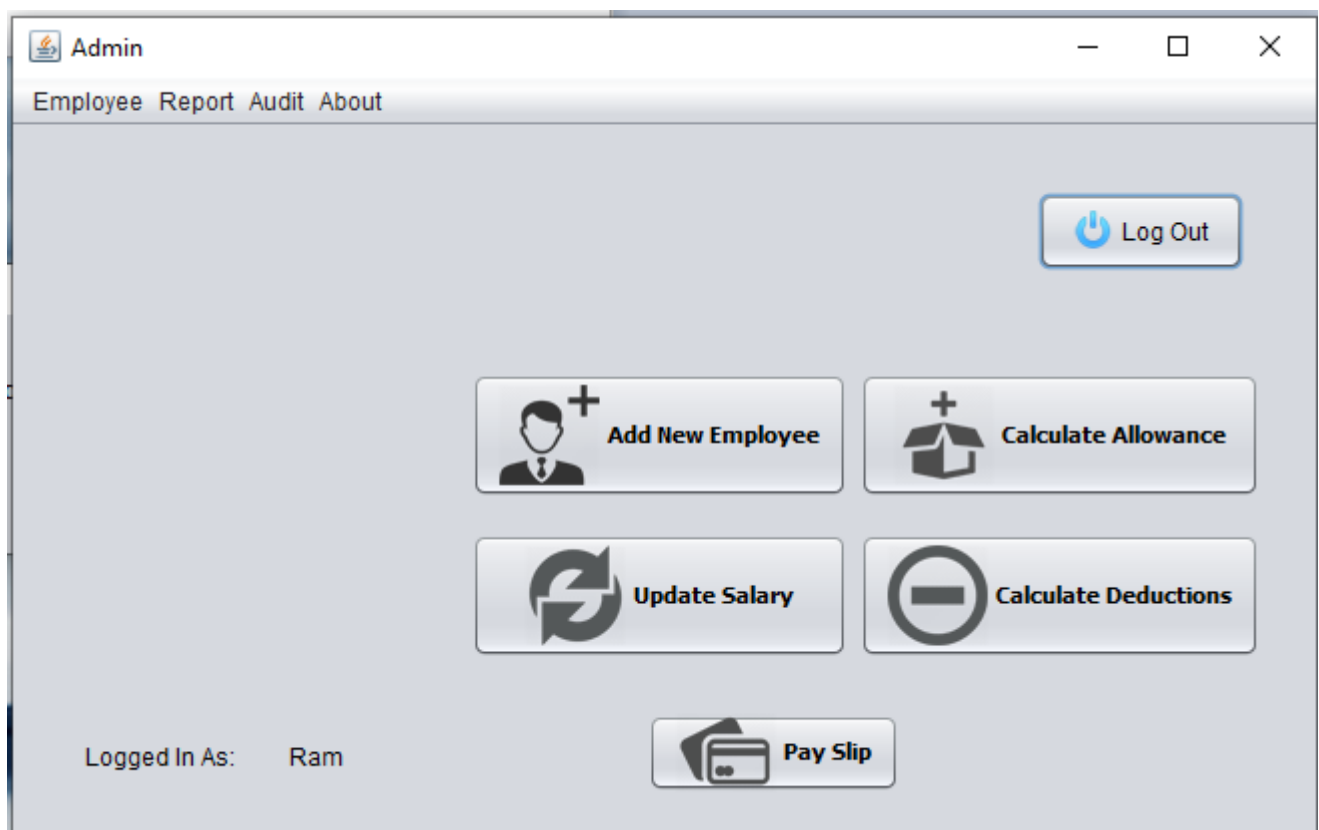 Admin
Employee Report Audit About
Log Out
Add New Employee
Calculate Allowance
Update Salary
Calculate Deductions
Logged In As: Ram
Pay Slip